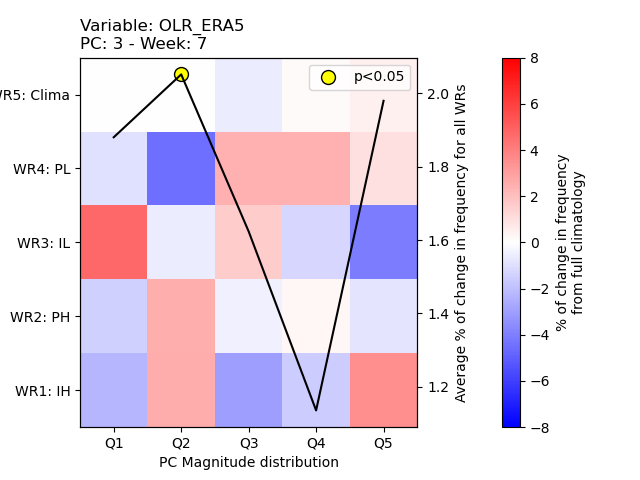 Variable: OLR_ERA5
PC: 3 - Week: 7
p<0.05
WR5: Clima
WR4: PL
WR3: IL
WR2: PH
WR1: IH
Q1 Q2 Q3 Q4 Q5
PC Magnitude distribution
2.0
1.8
1.6
1.4
1.2
Average % of change in frequency for all WRs
8
6
4
2
0
−2
−4
−6
−8
% of change in frequency
from full climatology